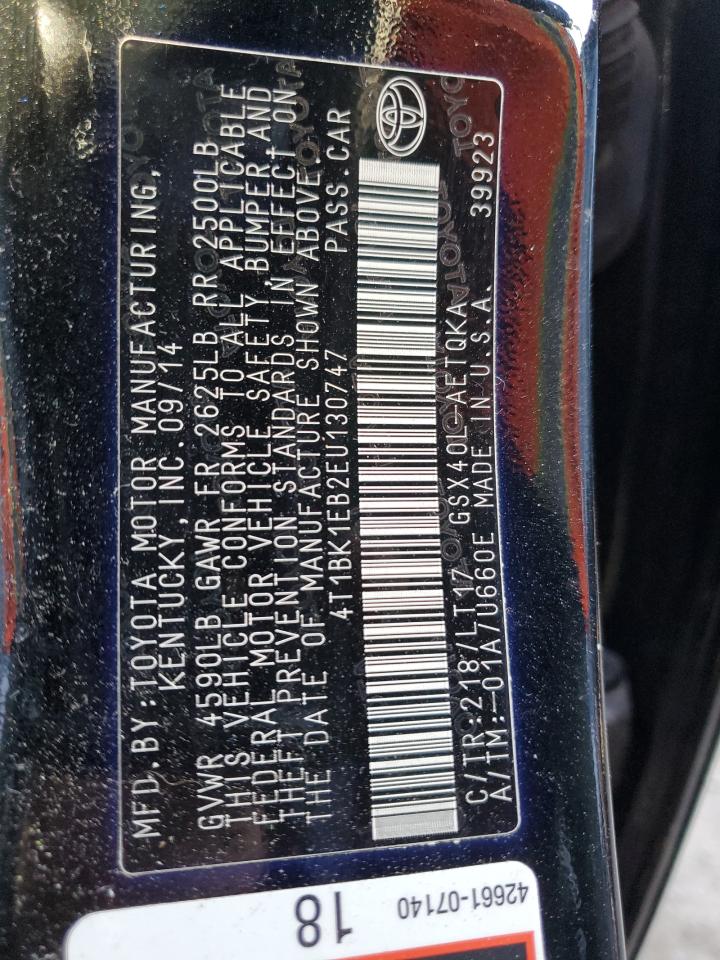 MFD.BY:TOYOTA MOTOR MANUFACTURING,
KENTUCKY, INC.09/14
GVWR 4590LB GAWR FR 2625LB RR 2500LB
THIS VEHICLE CONFORMS TO ALL APPLICABLE
FEDERAL MOTOR VEHICLE SAFETY, BUMPER AND
THEFT PREVENTION STANDARDS IN EFFECT ON
THE DATE OF MANUFACTURE SHOWN ABOVE
4T1BK1EB2EU130747 PASS.CAR
C/TR:218/LT17 GSX40L-AETQKA 39923
A/TM:-01A/U660E MADE IN U.S.A.
18
42661-07140